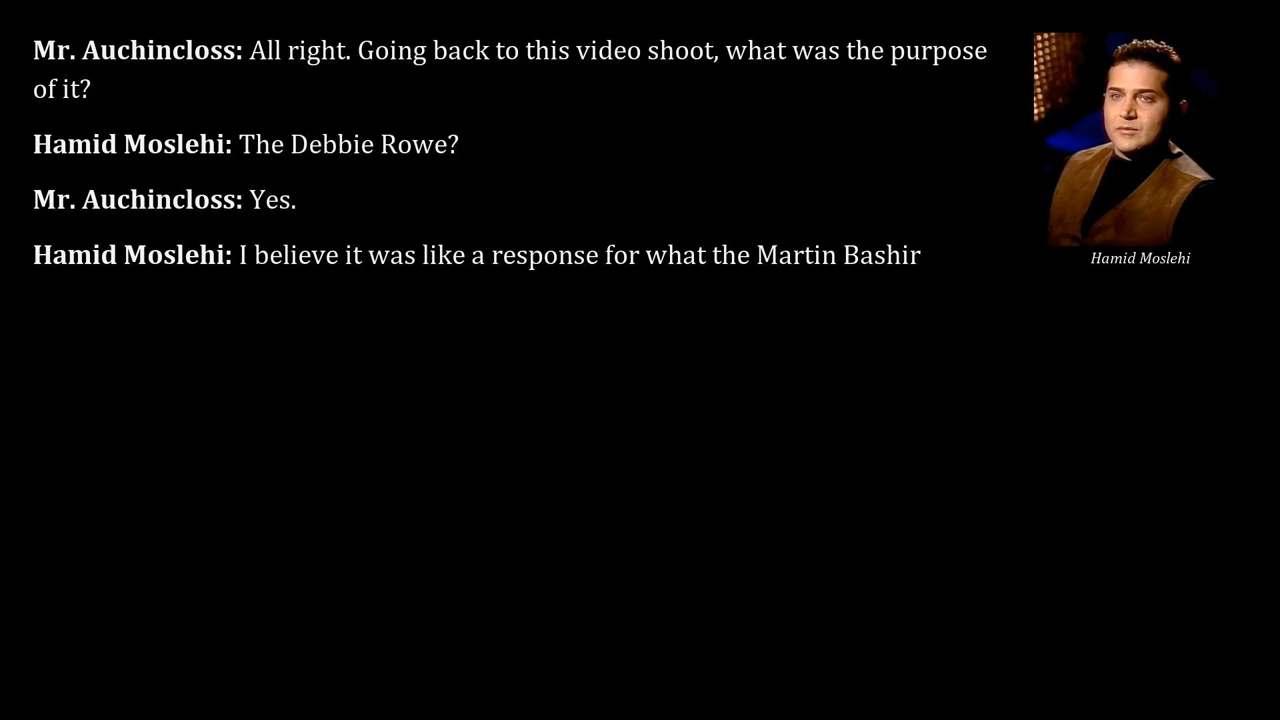 Mr. Auchincloss: All right. Going back to this video shoot, what was the purpose
of it?
Hamid Moslehi: The Debbie Rowe?
Mr. Auchincloss: Yes.
Hamid Moslehi: I believe it was like a response for what the Martin Bashir
Hamid Moslehi